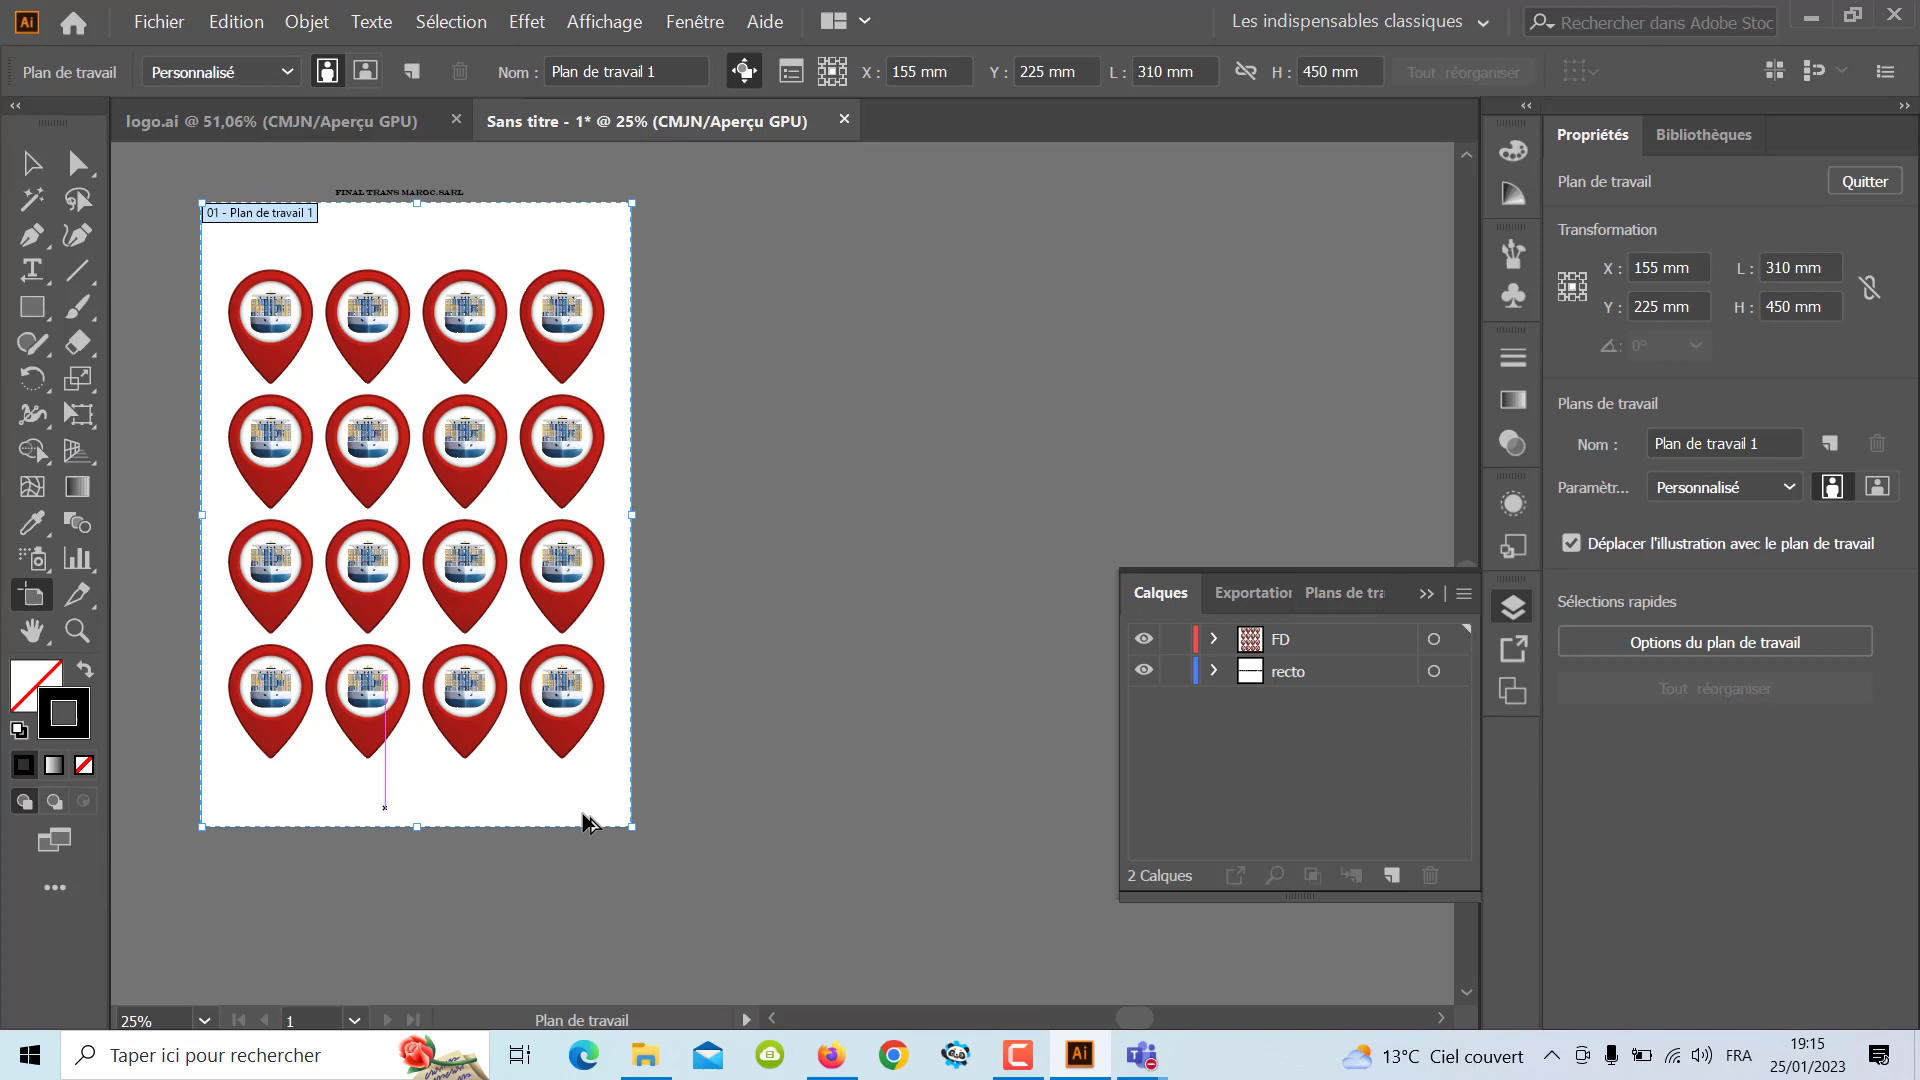 Ai Fichier Edition Objet Texte Sélection Effet Affichage Fenêtre Aide Les indispensables classiques Rechercher dans Adobe Stoc
Plan de travail Personnalisé Nom : Plan de travail 1 X : 155 mm Y : 225 mm L : 310 mm H : 450 mm Tout réorganiser
logo.ai @ 51,06% (CMJN/Aperçu GPU) Sans titre - 1* @ 25% (CMJN/Aperçu GPU)
Propriétés Bibliothèques
Plan de travail Quitter
FINAL TRANS MAROC.SARL
01 - Plan de travail 1
Transformation
X : 155 mm L : 310 mm
Y : 225 mm H : 450 mm
0°
Plans de travail
Nom : Plan de travail 1
Paramètr... Personnalisé
Déplacer l'illustration avec le plan de travail
Sélections rapides
Options du plan de travail
Tout réorganiser
Calques Exportation Plans de tra
FD
recto
2 Calques
25% 1 Plan de travail
Taper ici pour rechercher
Ai
13°C Ciel couvert FRA 19:15
25/01/2023